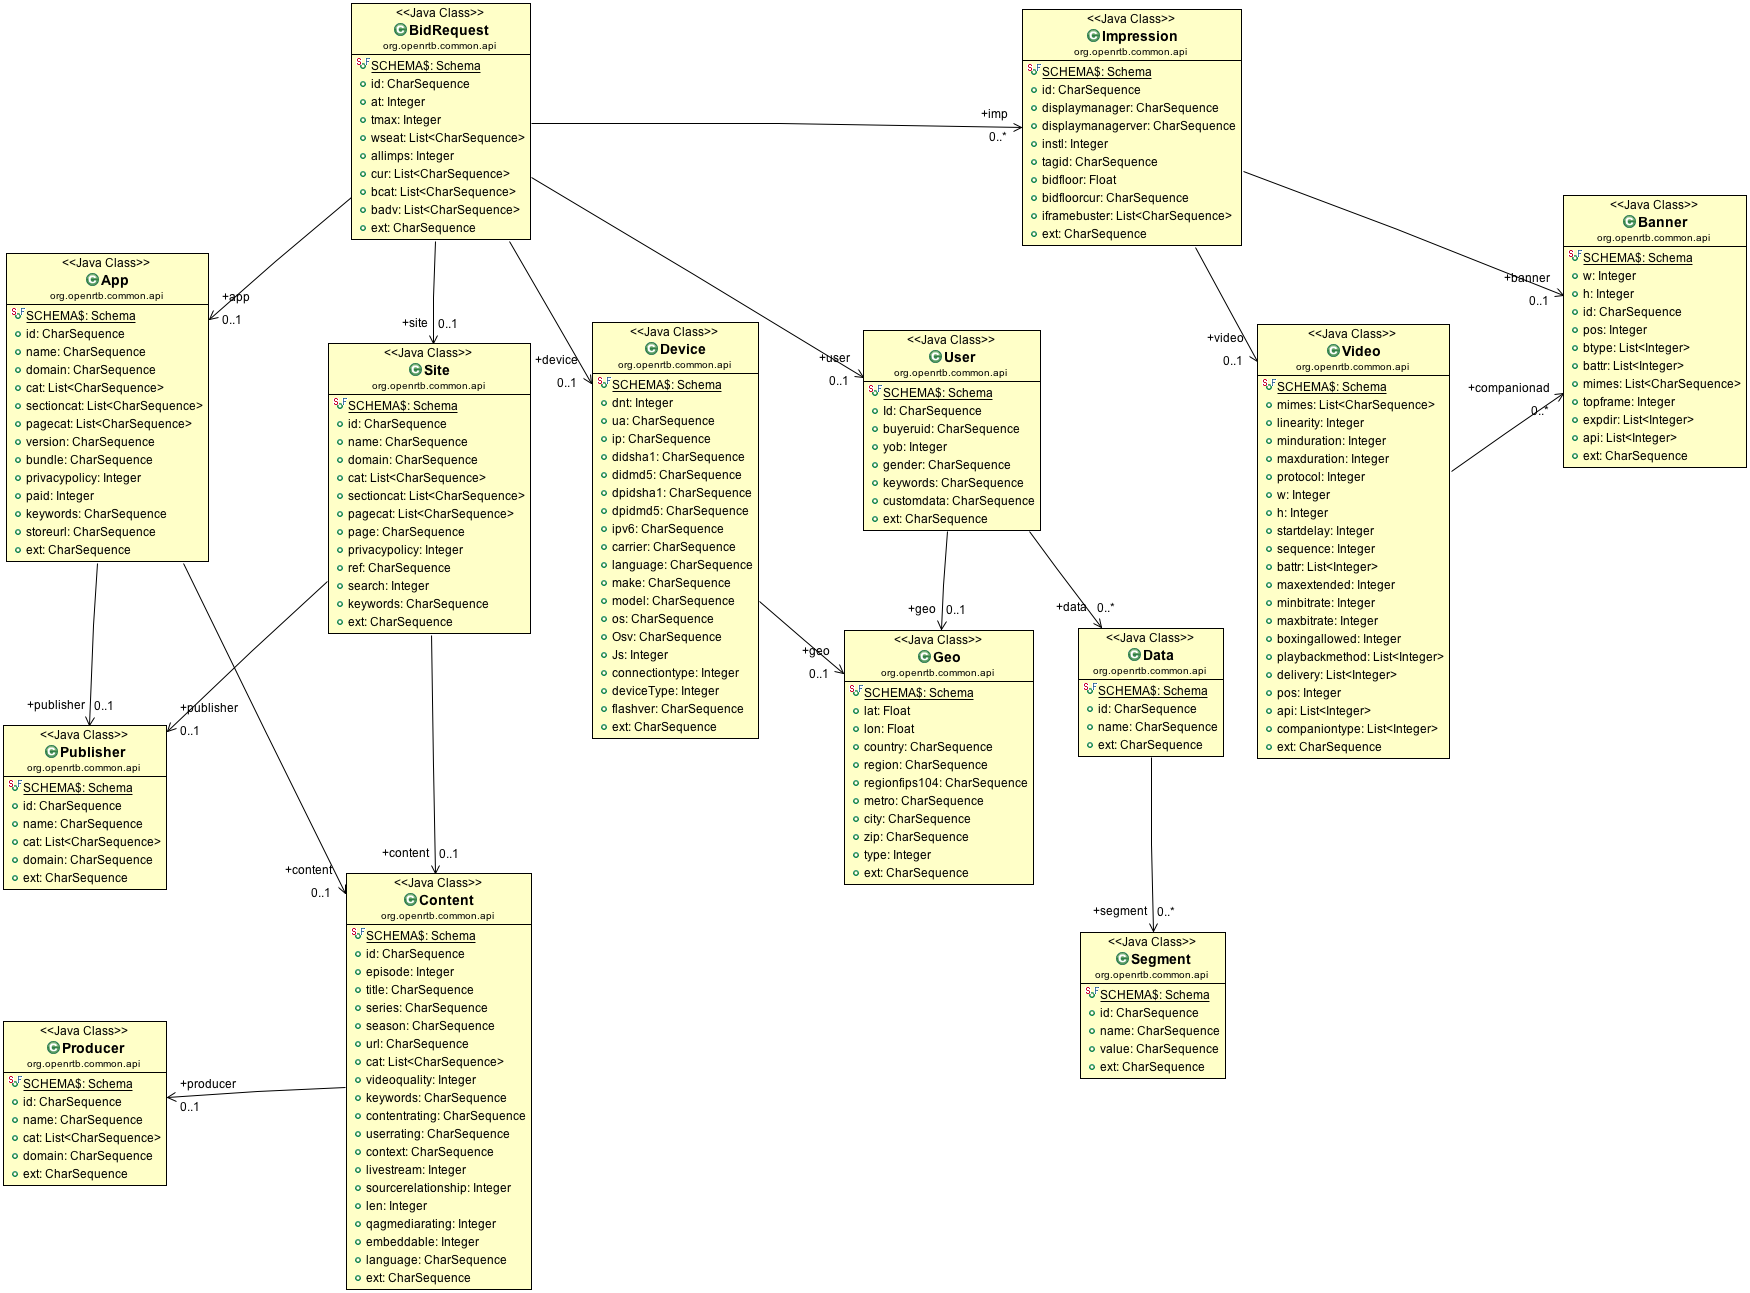 <<Java Class>>
BidRequest
org.openrtb.common.api
SCHEMA$: Schema
id: CharSequence
at: Integer
tmax: Integer
wseat: List<CharSequence>
allimps: Integer
cur: List<CharSequence>
bcat: List<CharSequence>
badv: List<CharSequence>
ext: CharSequence
+imp
0..*
<<Java Class>>
Impression
org.openrtb.common.api
SCHEMA$: Schema
id: CharSequence
displaymanager: CharSequence
displaymanagerver: CharSequence
instl: Integer
tagid: CharSequence
bidfloor: Float
bidfloorcur: CharSequence
iframebuster: List<CharSequence>
ext: CharSequence
+banner
0..1
<<Java Class>>
Banner
org.openrtb.common.api
SCHEMA$: Schema
w: Integer
h: Integer
id: CharSequence
pos: Integer
btype: List<Integer>
battr: List<Integer>
mimes: List<CharSequence>
topframe: Integer
expdir: List<Integer>
api: List<Integer>
ext: CharSequence
+app
0..1
<<Java Class>>
App
org.openrtb.common.api
SCHEMA$: Schema
id: CharSequence
name: CharSequence
domain: CharSequence
cat: List<CharSequence>
sectioncat: List<CharSequence>
pagecat: List<CharSequence>
version: CharSequence
bundle: CharSequence
privacypolicy: Integer
paid: Integer
keywords: CharSequence
storeurl: CharSequence
ext: CharSequence
+site
0..1
<<Java Class>>
Site
org.openrtb.common.api
SCHEMA$: Schema
id: CharSequence
name: CharSequence
domain: CharSequence
cat: List<CharSequence>
sectioncat: List<CharSequence>
pagecat: List<CharSequence>
page: CharSequence
privacypolicy: Integer
ref: CharSequence
search: Integer
keywords: CharSequence
ext: CharSequence
+device
0..1
<<Java Class>>
Device
org.openrtb.common.api
SCHEMA$: Schema
dnt: Integer
ua: CharSequence
ip: CharSequence
didsha1: CharSequence
didmd5: CharSequence
dpidsha1: CharSequence
dpidmd5: CharSequence
ipv6: CharSequence
carrier: CharSequence
language: CharSequence
make: CharSequence
model: CharSequence
os: CharSequence
Osv: CharSequence
Js: Integer
connectiontype: Integer
deviceType: Integer
flashver: CharSequence
ext: CharSequence
+user
0..1
<<Java Class>>
User
org.openrtb.common.api
SCHEMA$: Schema
Id: CharSequence
buyeruid: CharSequence
yob: Integer
gender: CharSequence
keywords: CharSequence
customdata: CharSequence
ext: CharSequence
+video
0..1
<<Java Class>>
Video
org.openrtb.common.api
SCHEMA$: Schema
mimes: List<CharSequence>
linearity: Integer
minduration: Integer
maxduration: Integer
protocol: Integer
w: Integer
h: Integer
startdelay: Integer
sequence: Integer
battr: List<Integer>
maxextended: Integer
minbitrate: Integer
maxbitrate: Integer
boxingallowed: Integer
playbackmethod: List<Integer>
delivery: List<Integer>
pos: Integer
api: List<Integer>
companiontype: List<Integer>
ext: CharSequence
+companionad
0..*
+geo
0..1
+geo
0..1
<<Java Class>>
Geo
org.openrtb.common.api
SCHEMA$: Schema
lat: Float
lon: Float
country: CharSequence
region: CharSequence
regionfips104: CharSequence
metro: CharSequence
city: CharSequence
zip: CharSequence
type: Integer
ext: CharSequence
+data
0..*
<<Java Class>>
Data
org.openrtb.common.api
SCHEMA$: Schema
id: CharSequence
name: CharSequence
ext: CharSequence
+publisher
0..1
+publisher
0..1
<<Java Class>>
Publisher
org.openrtb.common.api
SCHEMA$: Schema
id: CharSequence
name: CharSequence
cat: List<CharSequence>
domain: CharSequence
ext: CharSequence
+content
0..1
+content
0..1
<<Java Class>>
Content
org.openrtb.common.api
SCHEMA$: Schema
id: CharSequence
episode: Integer
title: CharSequence
series: CharSequence
season: CharSequence
url: CharSequence
cat: List<CharSequence>
videoquality: Integer
keywords: CharSequence
contentrating: CharSequence
userrating: CharSequence
context: CharSequence
livestream: Integer
sourcerelationship: Integer
len: Integer
qagmediarating: Integer
embeddable: Integer
language: CharSequence
ext: CharSequence
+segment
0..*
<<Java Class>>
Segment
org.openrtb.common.api
SCHEMA$: Schema
id: CharSequence
name: CharSequence
value: CharSequence
ext: CharSequence
+producer
0..1
<<Java Class>>
Producer
org.openrtb.common.api
SCHEMA$: Schema
id: CharSequence
name: CharSequence
cat: List<CharSequence>
domain: CharSequence
ext: CharSequence